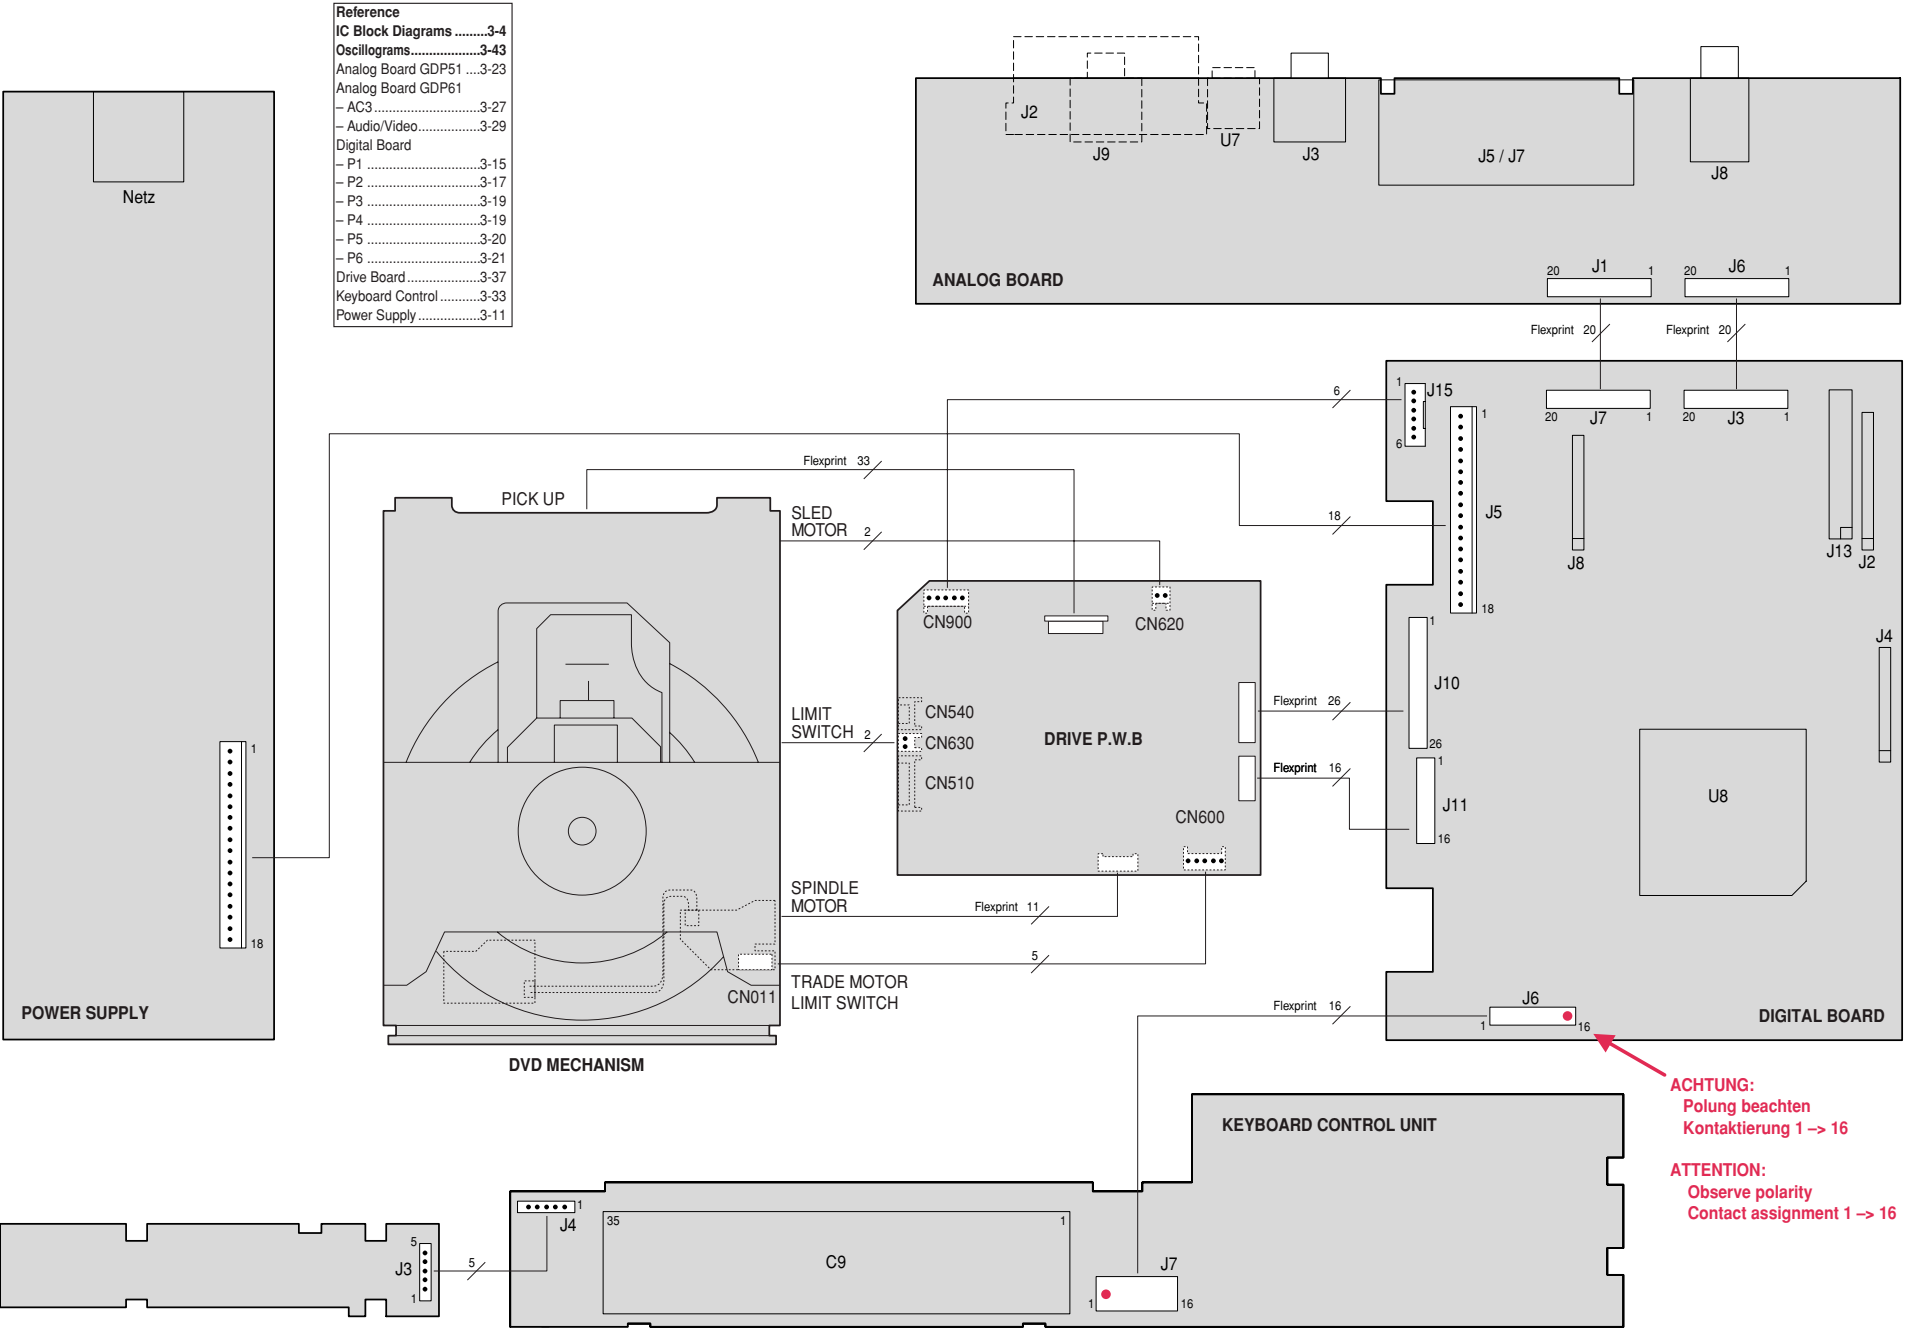 Reference
IC Block Diagrams .........3-4
Oscillograms...................3-43
Analog Board GDP51 ....3-23
Analog Board GDP61
– AC3.............................3-27
– Audio/Video.................3-29
Digital Board
– P1 ...............................3-15
– P2 ...............................3-17
– P3 ...............................3-19
– P4 ...............................3-19
– P5 ...............................3-20
– P6 ...............................3-21
Drive Board....................3-37
Keyboard Control ...........3-33
Power Supply .................3-11
Netz
1
18
POWER SUPPLY
J2
J9
U7
J3
J5 / J7
J8
ANALOG BOARD
20 J1 1
20 J6 1
Flexprint 20
Flexprint 20
6
1 J15
6
20 J7 1
20 J3 1
Flexprint 33
PICK UP
SLED
MOTOR 2
18
1
J5
18
J8
J13
J2
CN900
CN620
LIMIT
SWITCH 2
CN540
CN630
CN510
DRIVE P.W.B
CN600
Flexprint 26
1
J10
26
Flexprint 16
1
J11
16
J4
U8
SPINDLE
MOTOR
Flexprint 11
5
TRADE MOTOR
LIMIT SWITCH
CN011
DVD MECHANISM
Flexprint 16
J6
1 16
DIGITAL BOARD
ACHTUNG:
Polung beachten
Kontaktierung 1 –> 16
ATTENTION:
Observe polarity
Contact assignment 1 –> 16
KEYBOARD CONTROL UNIT
1
J4
35 1
C9
J7
1 16
5
J3
1
5